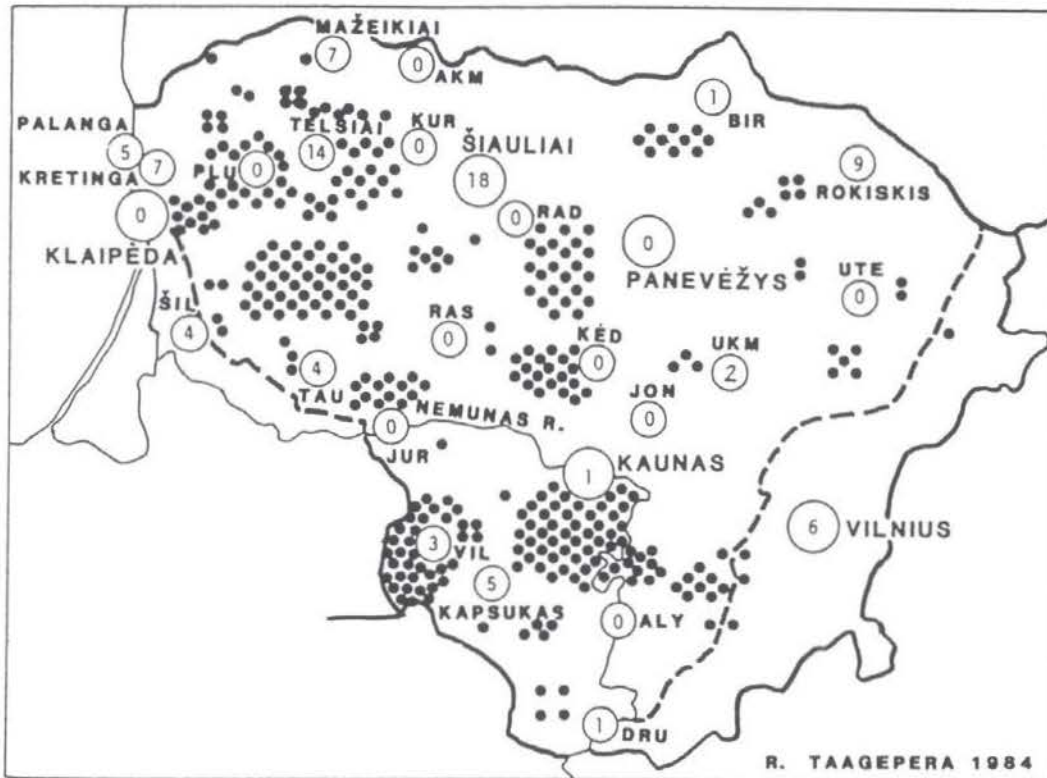 MAŽEIKIAI
7
0
AKM
1
BIR
PALANGA
5
7
KRETINGA
TELSIAI
14
KUR
0
ŠIAULIAI
18
PLU
0
9
ROKISKIS
0
KLAIPĖDA
0
RAD
0
PANEVĖŽYS
UTE
0
ŠIL
4
RAS
0
KĖD
0
UKM
2
4
TAU
JON
0
NEMUNAS R.
0
JUR
KAUNAS
1
3
VIL
6
VILNIUS
5
KAPSUKAS
0
ALY
1
DRU
R. TAAGEPERA 1984